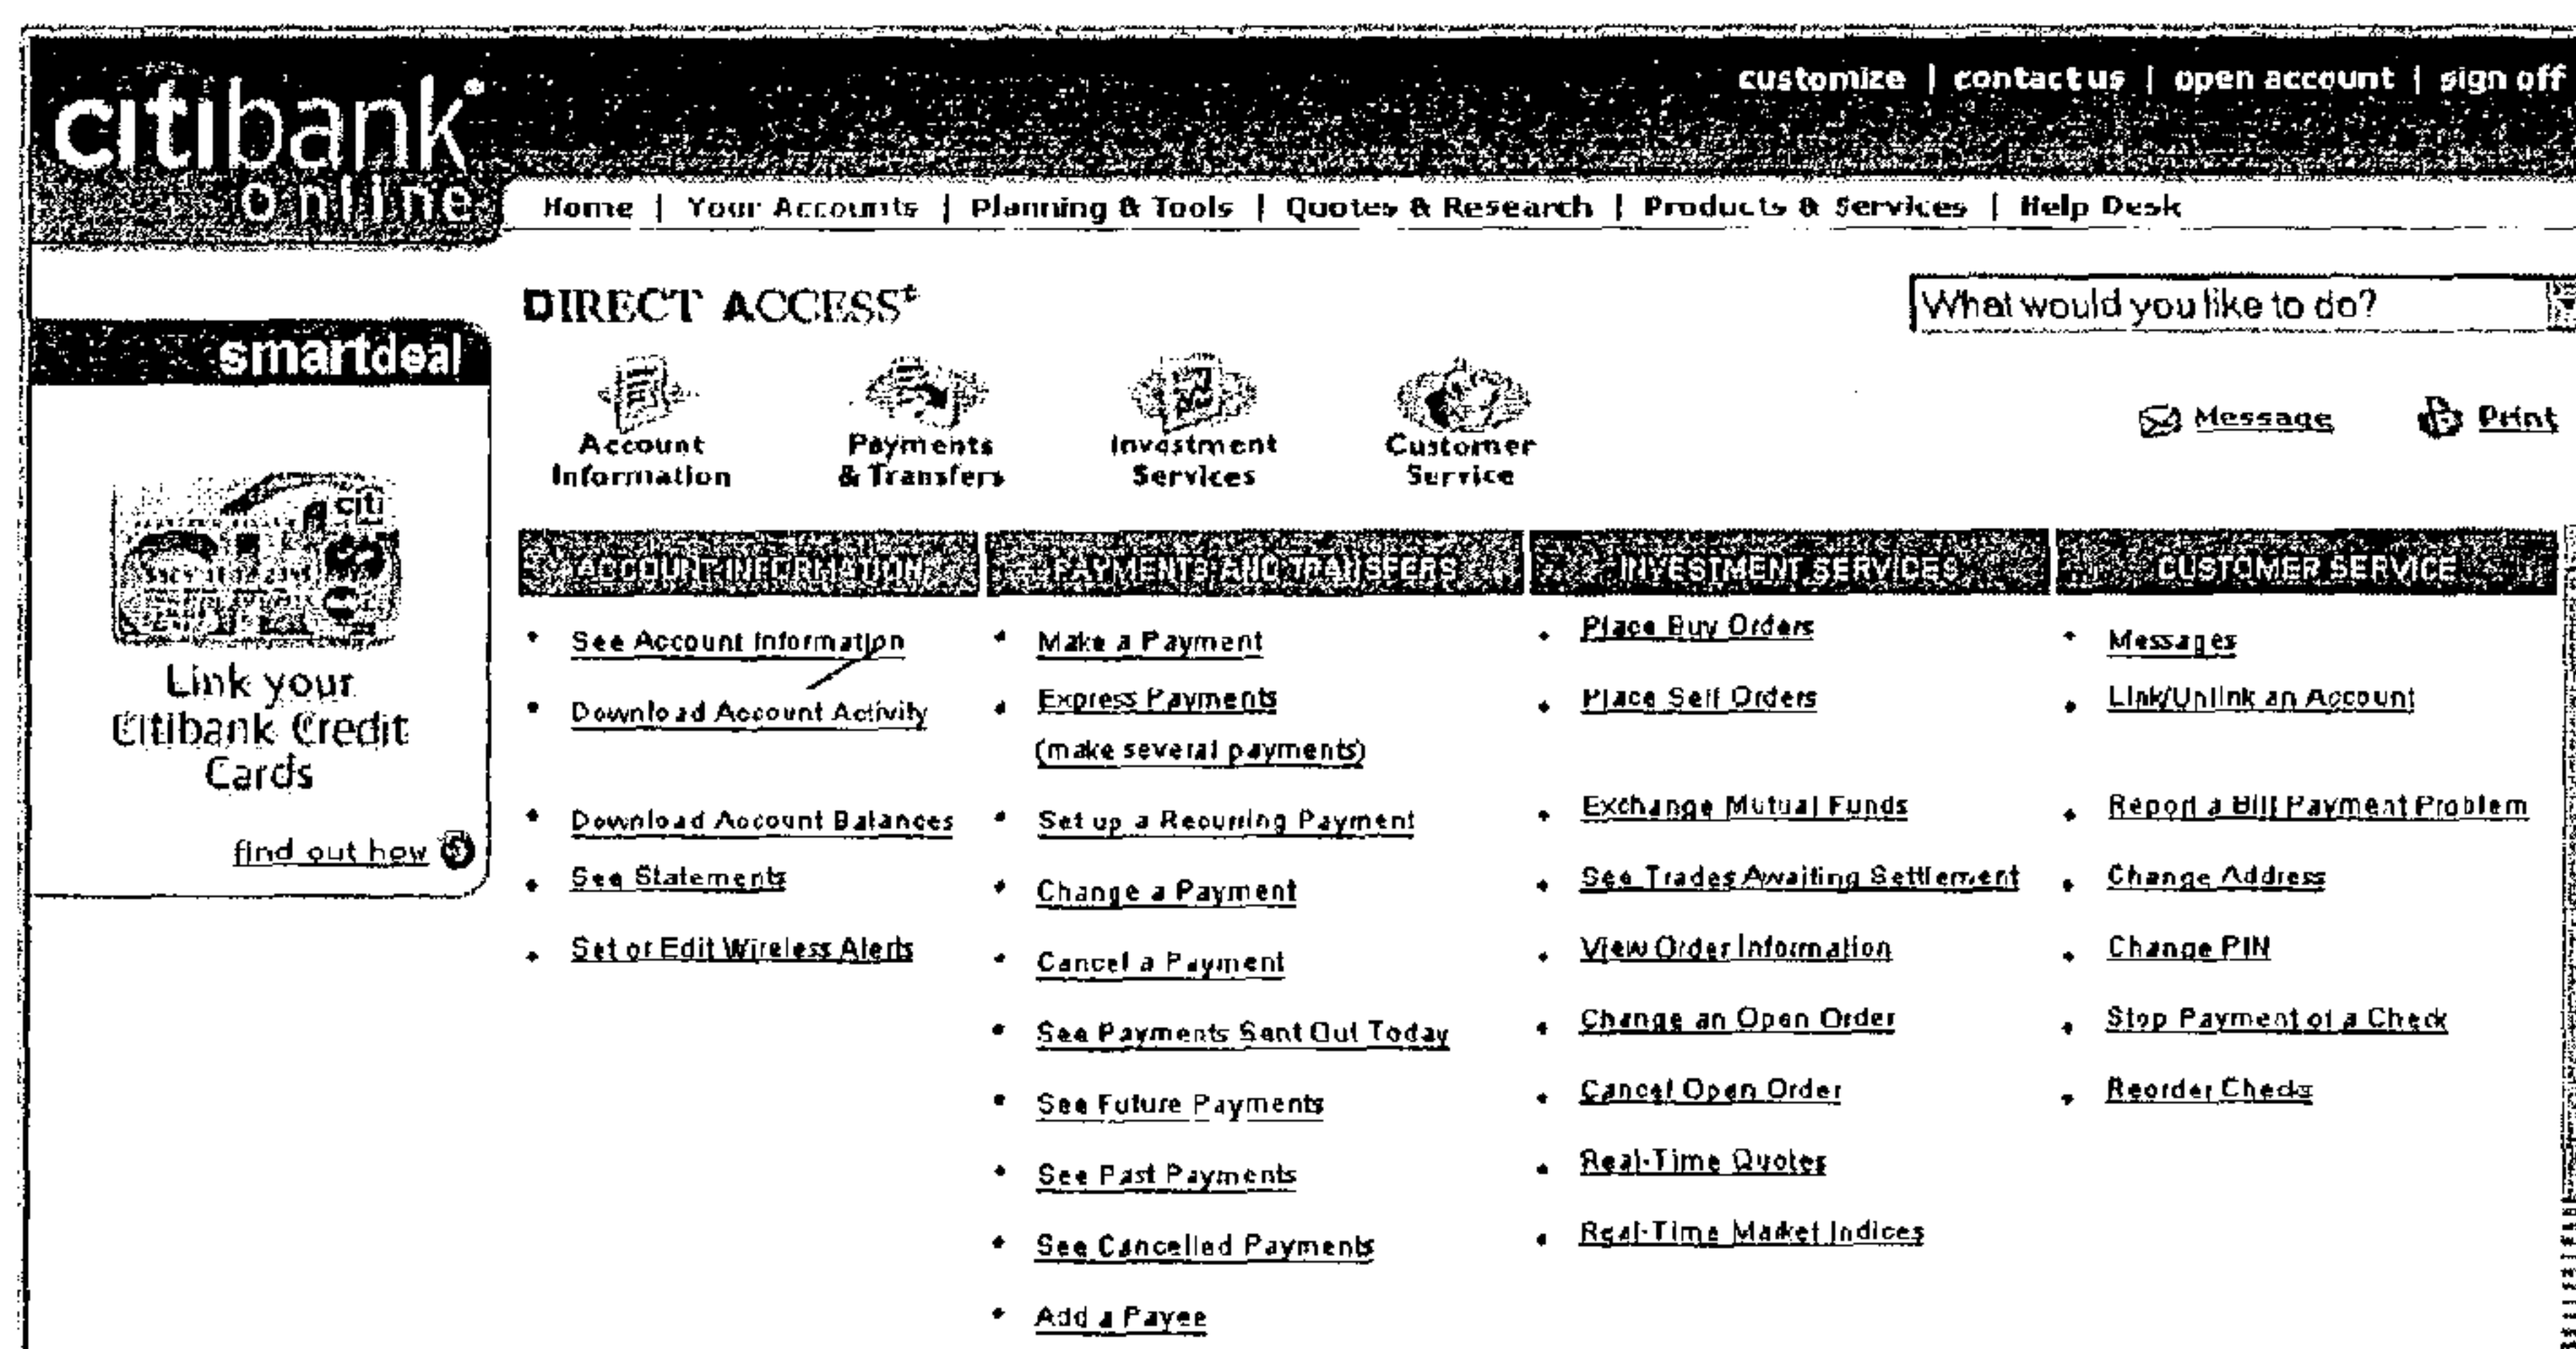 citibank®
online
customize | contact us | open account | sign off
Home | Your Accounts | Planning & Tools | Quotes & Research | Products & Services | Help Desk
DIRECT ACCESS
What would you like to do?
smartdeal
citi
Link your
Citibank Credit
Cards
find out how
Account
Information
Payments
& Transfers
Investment
Services
Customer
Service
Message
Print
ACCOUNT INFORMATION
See Account Information
Download Account Activity
Download Account Balances
See Statements
Set or Edit Wireless Alerts
PAYMENTS AND TRANSFERS
Make a Payment
Express Payments
(make several payments)
Set up a Recurring Payment
Change a Payment
Cancel a Payment
See Payments Sent Out Today
See Future Payments
See Past Payments
See Cancelled Payments
Add a Payee
INVESTMENT SERVICES
Place Buy Orders
Place Sell Orders
Exchange Mutual Funds
See Trades Awaiting Settlement
View Order Information
Change an Open Order
Cancel Open Order
Real-Time Quotes
Real-Time Market Indices
CUSTOMER SERVICE
Messages
Link/Unlink an Account
Report a Bill Payment Problem
Change Address
Change PIN
Stop Payment of a Check
Reorder Checks